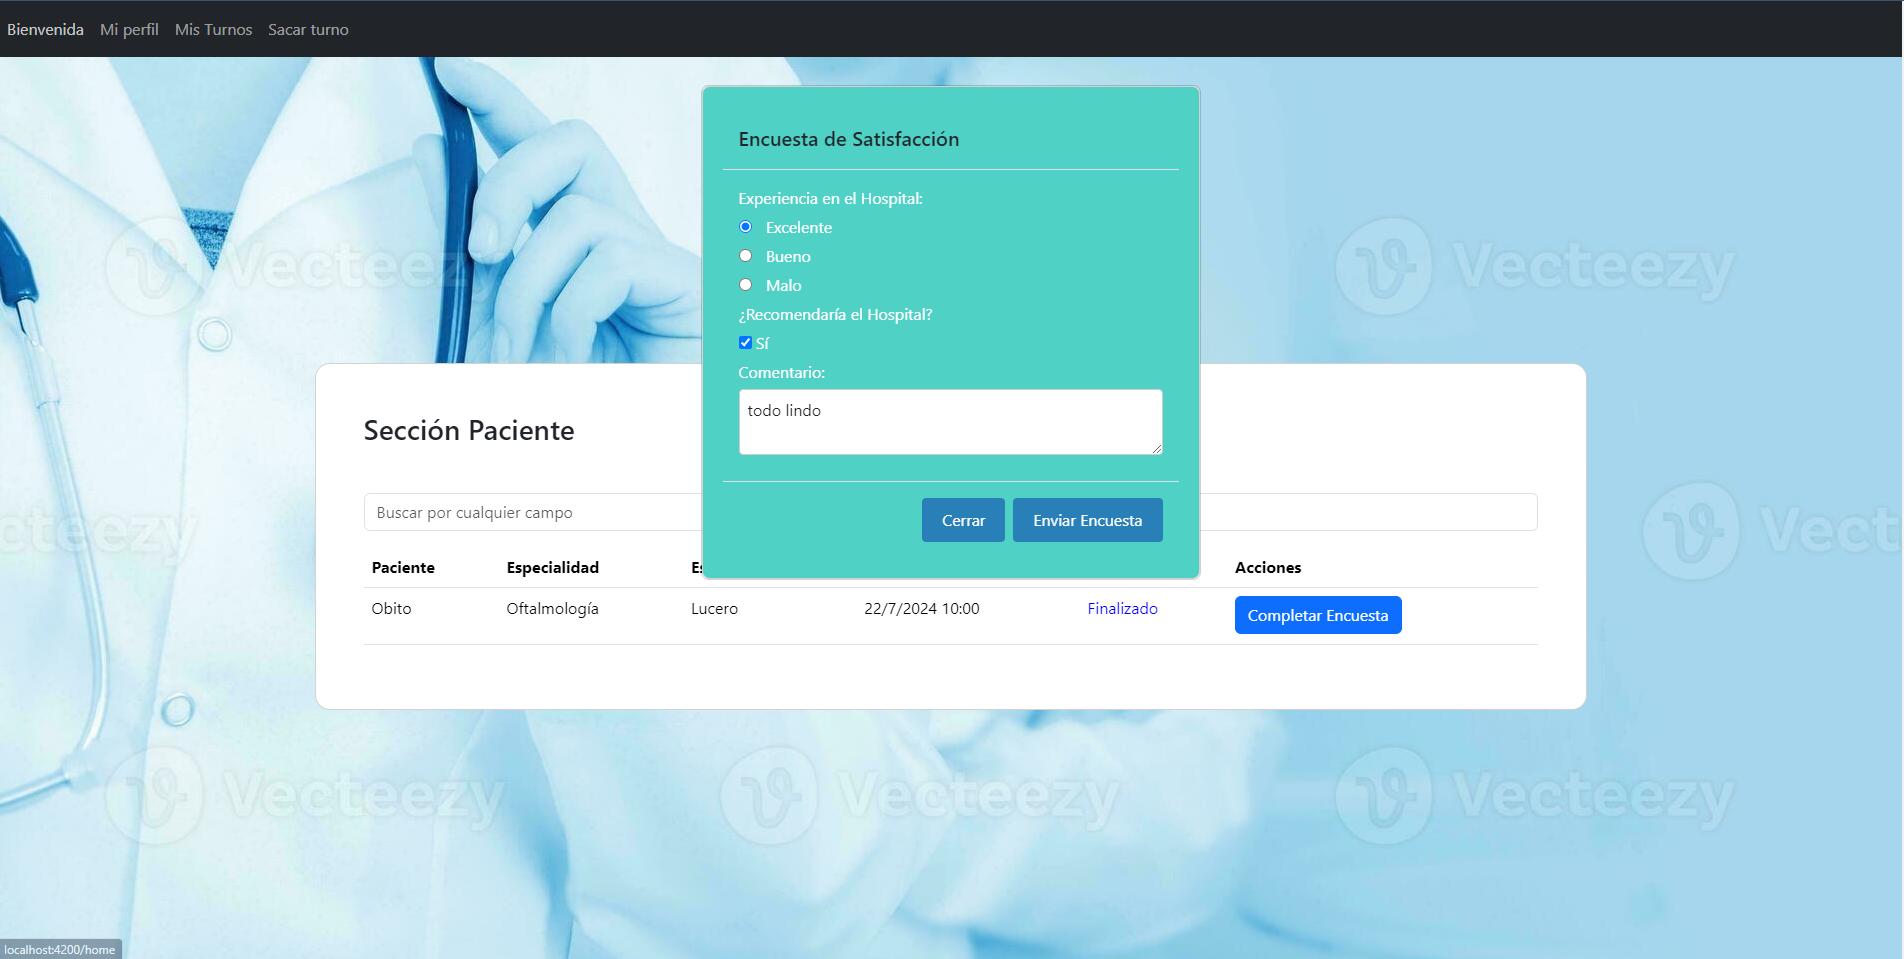 Bienvenida Mi perfil Mis Turnos Sacar turno
Encuesta de Satisfacción
Experiencia en el Hospital:
Excelente
Bueno
Malo
¿Recomendaría el Hospital?
Sí
Comentario:
todo lindo
Cerrar Enviar Encuesta
Sección Paciente
Buscar por cualquier campo
Paciente Especialidad Acciones
Obito Oftalmología Lucero 22/7/2024 10:00 Finalizado Completar Encuesta
Vecteezy
Vecteezy
Vecteezy
Vecteezy
Vecteezy
localhost:4200/home